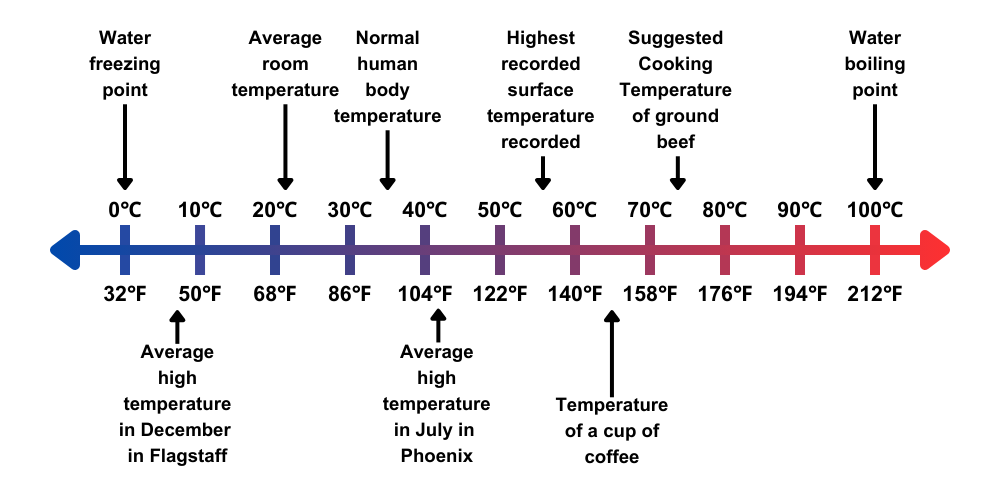 Water
freezing
point
Average
room
temperature
Normal
human
body
temperature
Highest
recorded
surface
temperature
recorded
Suggested
Cooking
Temperature
of ground
beef
Water
boiling
point
0°C 10°C 20°C 30°C 40°C 50°C 60°C 70°C 80°C 90°C 100°C
32°F 50°F 68°F 86°F 104°F 122°F 140°F 158°F 176°F 194°F 212°F
Average
high
temperature
in December
in Flagstaff
Average
high
temperature
in July in
Phoenix
Temperature
of a cup of
coffee